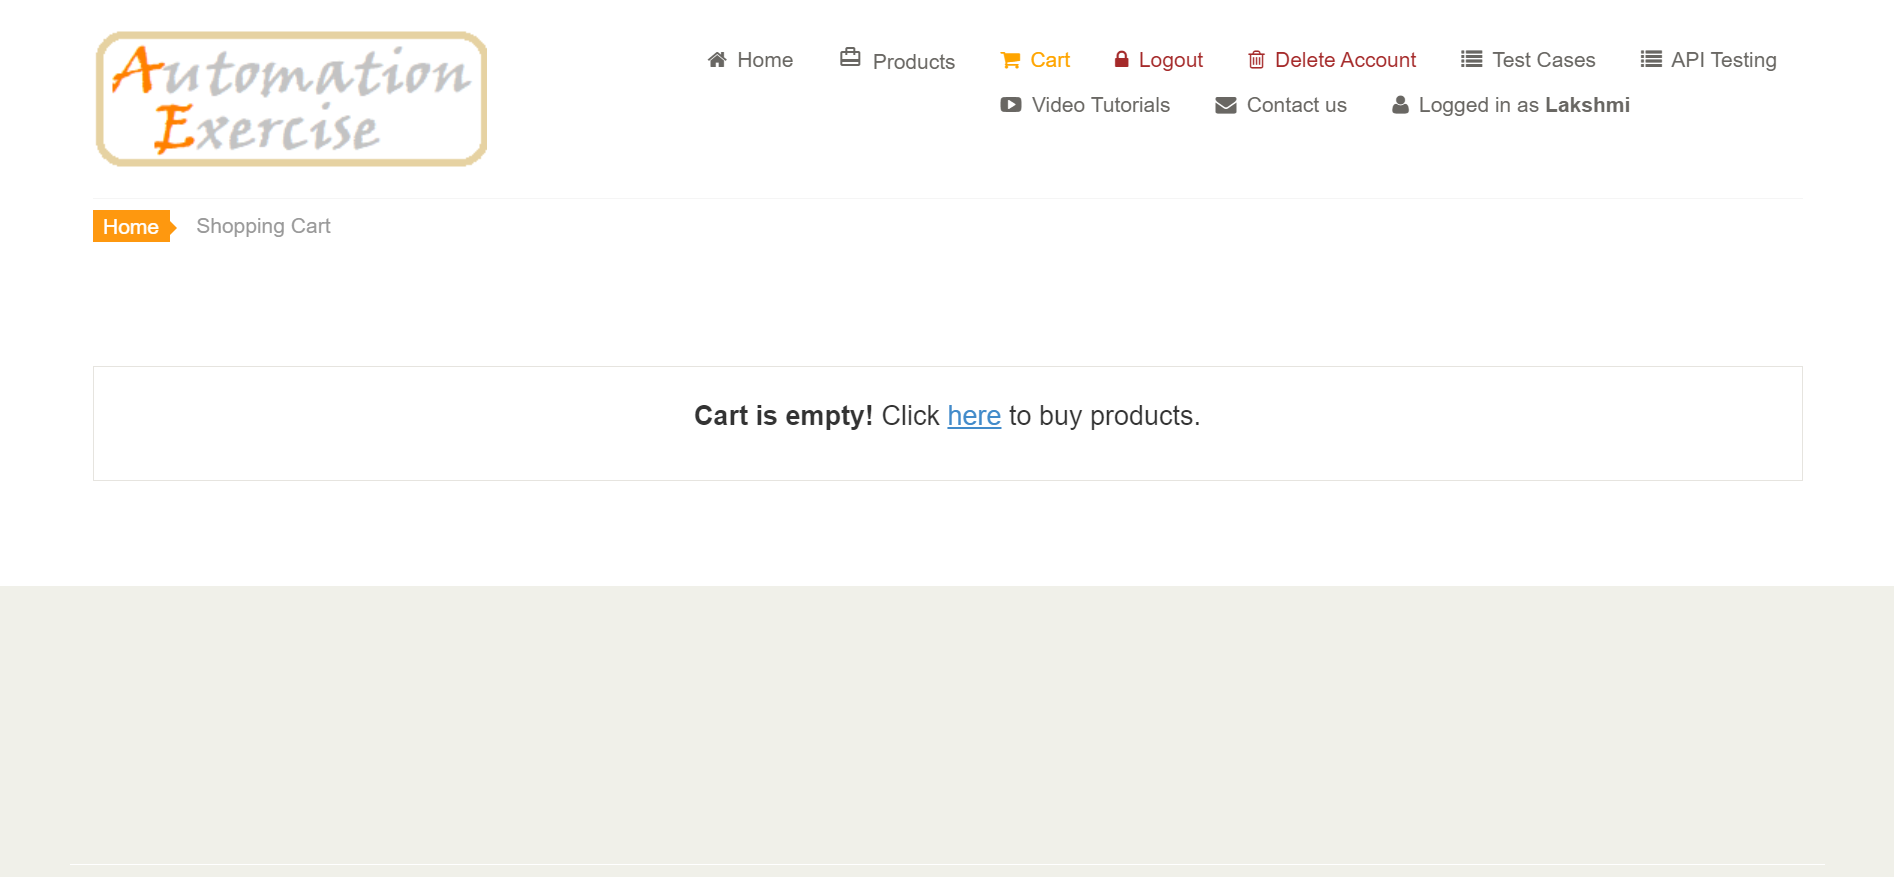 Automation
Exercise
Home Products Cart Logout Delete Account Test Cases API Testing
Video Tutorials Contact us Logged in as Lakshmi
Home Shopping Cart
Cart is empty! Click here to buy products.